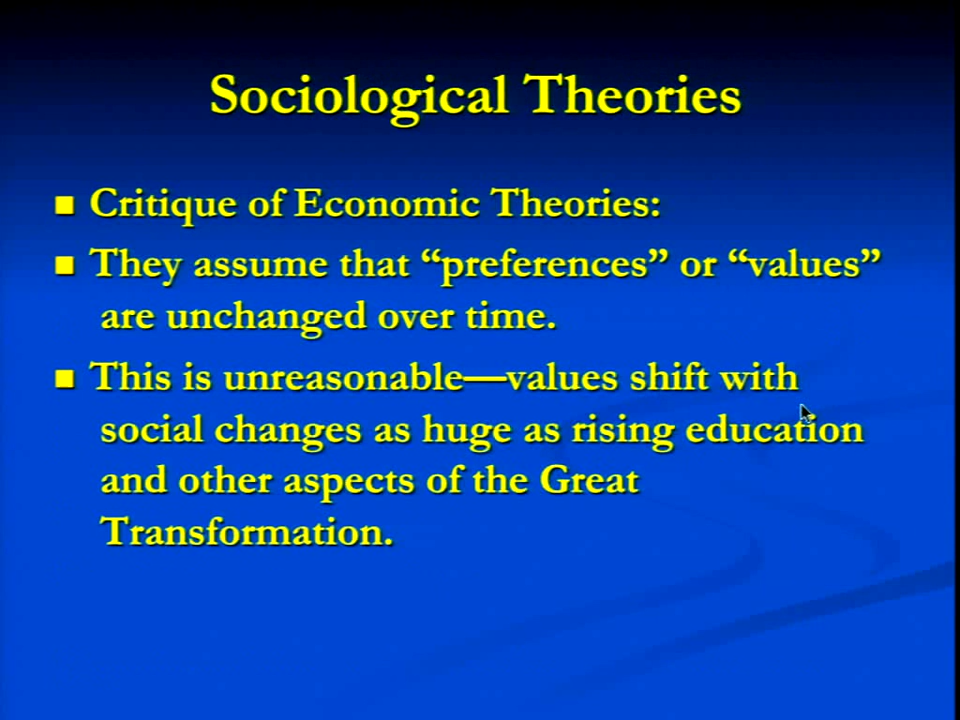 Sociological Theories
Critique of Economic Theories:
They assume that “preferences” or “values”
are unchanged over time.
This is unreasonable—values shift with
social changes as huge as rising education
and other aspects of the Great
Transformation.